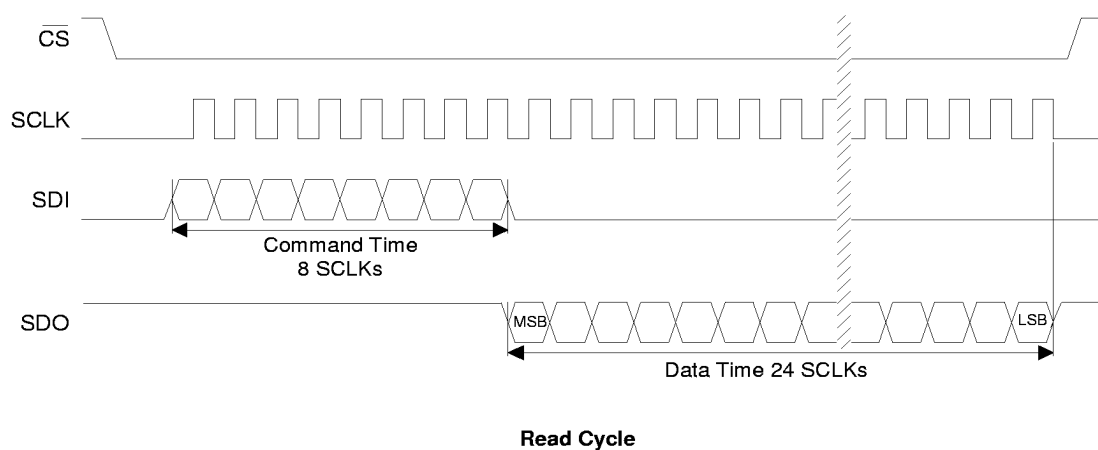 CS
SCLK
SDI
Command Time
8 SCLKs
SDO
MSB
LSB
Data Time 24 SCLKs
Read Cycle